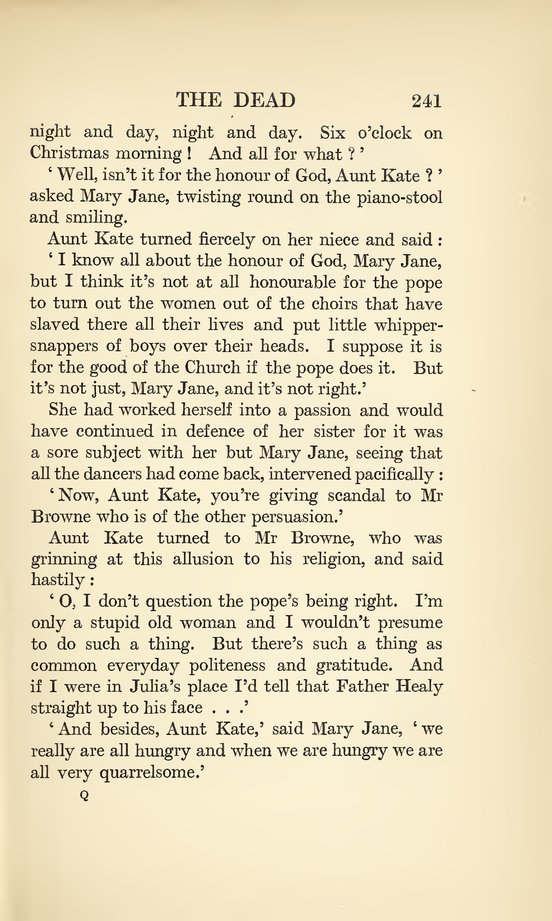 THE DEAD 241
night and day, night and day. Six o’clock on
Christmas morning ! And all for what ? ’
‘ Well, isn’t it for the honour of God, Aunt Kate ? ’
asked Mary Jane, twisting round on the piano-stool
and smiling.
Aunt Kate turned fiercely on her niece and said :
‘ I know all about the honour of God, Mary Jane,
but I think it’s not at all honourable for the pope
to turn out the women out of the choirs that have
slaved there all their lives and put little whipper-
snappers of boys over their heads. I suppose it is
for the good of the Church if the pope does it. But
it’s not just, Mary Jane, and it’s not right.’
She had worked herself into a passion and would
have continued in defence of her sister for it was
a sore subject with her but Mary Jane, seeing that
all the dancers had come back, intervened pacifically :
‘ Now, Aunt Kate, you’re giving scandal to Mr
Browne who is of the other persuasion.’
Aunt Kate turned to Mr Browne, who was
grinning at this allusion to his religion, and said
hastily :
‘ O, I don’t question the pope’s being right. I’m
only a stupid old woman and I wouldn’t presume
to do such a thing. But there’s such a thing as
common everyday politeness and gratitude. And
if I were in Julia’s place I’d tell that Father Healy
straight up to his face . . .’
‘ And besides, Aunt Kate,’ said Mary Jane, ‘ we
really are all hungry and when we are hungry we are
all very quarrelsome.’
Q